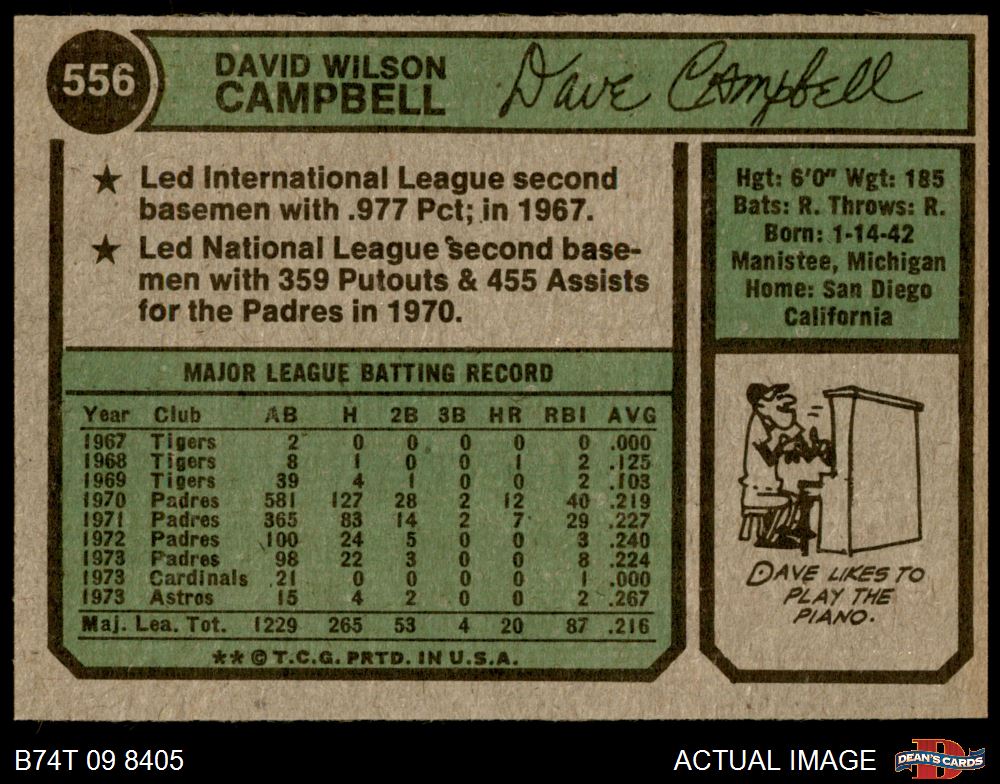 556
DAVID WILSON
CAMPBELL
Dave Campbell
★ Led International League second
basemen with .977 Pct; in 1967.
★ Led National League second base-
men with 359 Putouts & 455 Assists
for the Padres in 1970.
Hgt: 6'0" Wgt: 185
Bats: R. Throws: R.
Born: 1-14-42
Manistee, Michigan
Home: San Diego
California
MAJOR LEAGUE BATTING RECORD
Year Club AB H 2B 3B HR RBI AVG
1967 Tigers 2 0 0 0 0 0 .000
1968 Tigers 8 1 0 0 1 2 .125
1969 Tigers 39 4 1 0 0 2 .103
1970 Padres 581 127 28 2 12 40 .219
1971 Padres 365 83 14 2 7 29 .227
1972 Padres 100 24 5 0 0 3 .240
1973 Padres 98 22 3 0 0 8 .224
1973 Cardinals 21 0 0 0 0 1 .000
1973 Astros 15 4 2 0 0 2 .267
Maj. Lea. Tot. 1229 265 53 4 20 87 .216
** © T.C.G. PRTD. IN U.S.A.
DAVE LIKES TO
PLAY THE
PIANO.
B74T 09 8405
ACTUAL IMAGE
DEAN'S CARDS